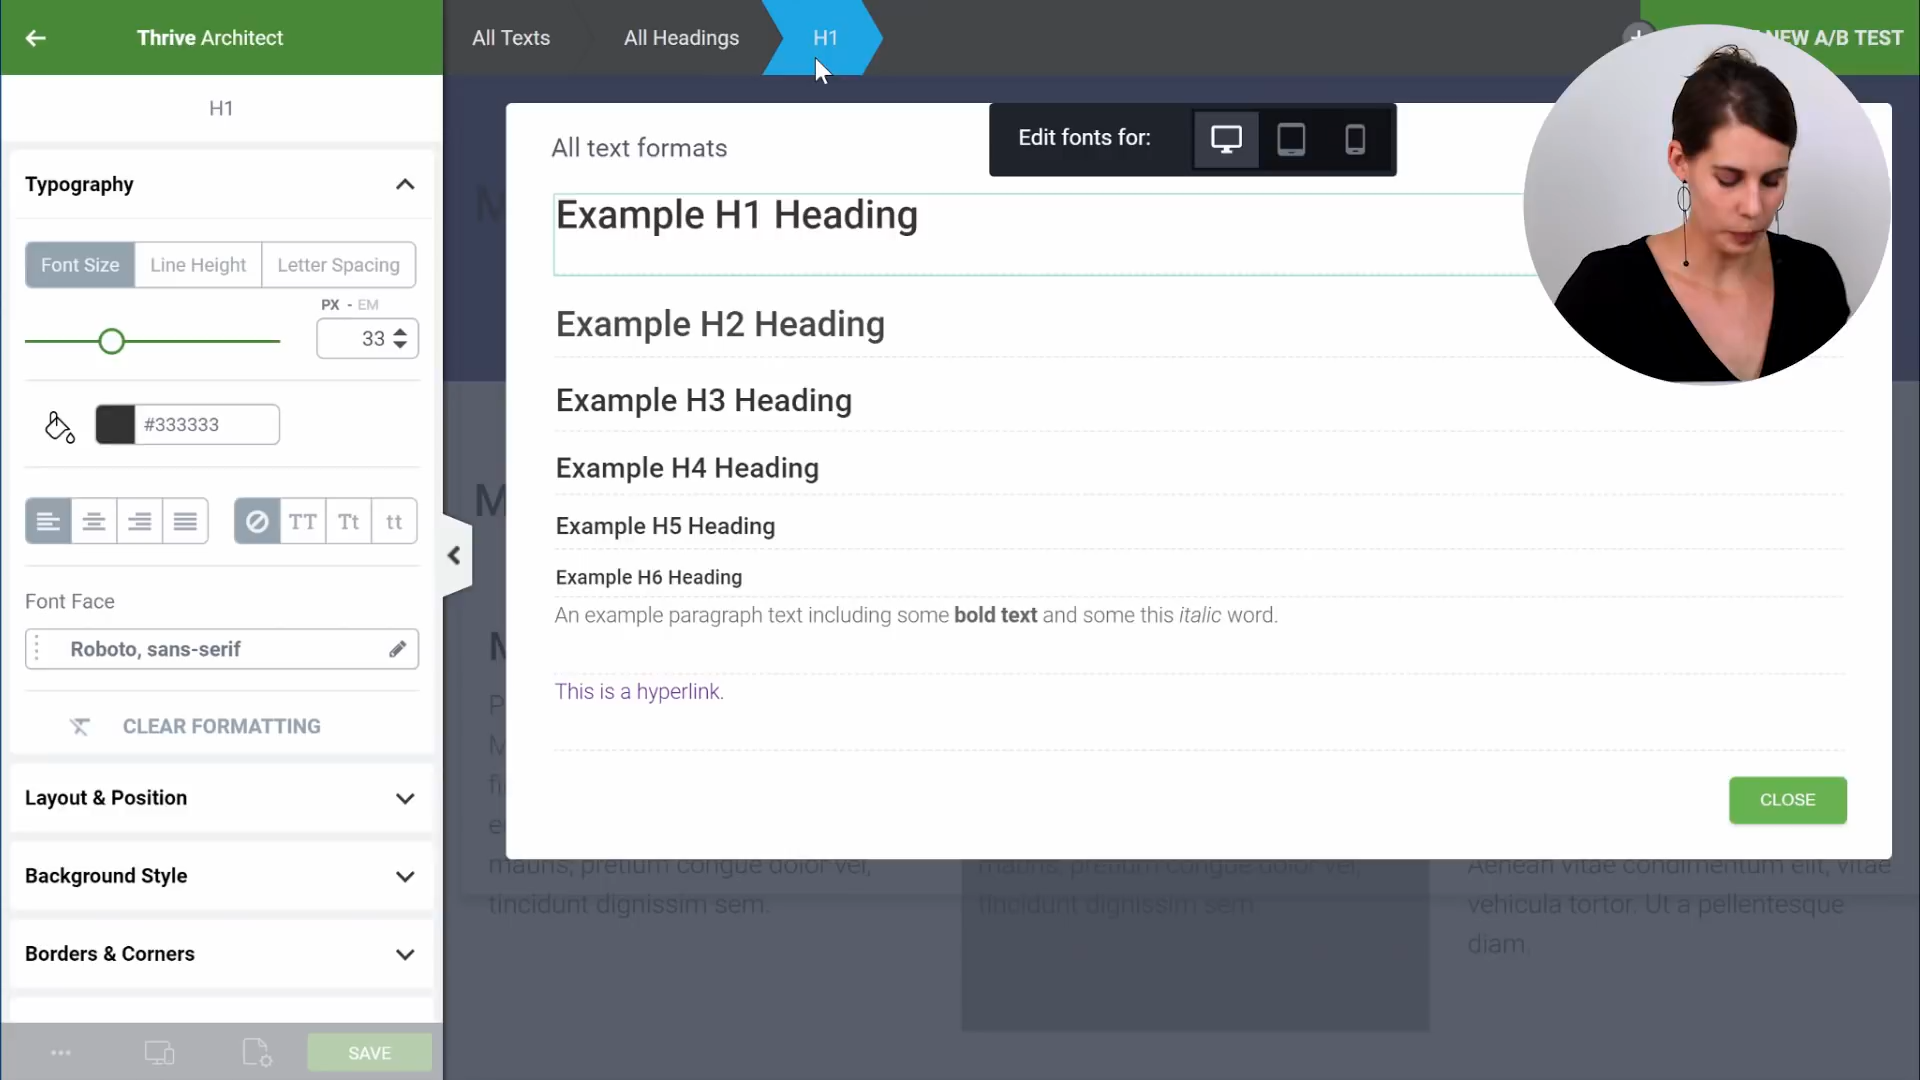 Thrive Architect
All Texts
All Headings
H1
NEW A/B TEST
H1
Typography
Font Size
Line Height
Letter Spacing
PX - EM
33
#333333
TT
Tt
tt
Font Face
Roboto, sans-serif
CLEAR FORMATTING
Layout & Position
Background Style
Borders & Corners
SAVE
All text formats
Edit fonts for:
Example H1 Heading
Example H2 Heading
Example H3 Heading
Example H4 Heading
Example H5 Heading
Example H6 Heading
An example paragraph text including some bold text and some this italic word.
This is a hyperlink.
CLOSE
mauris, pretium congue dolor vel,
tincidunt dignissim sem.
mauris, pretium congue dolor vel,
tincidunt dignissim sem.
Aenean vitae condimentum elit, vitae
vehicula tortor. Ut a pellentesque
diam.